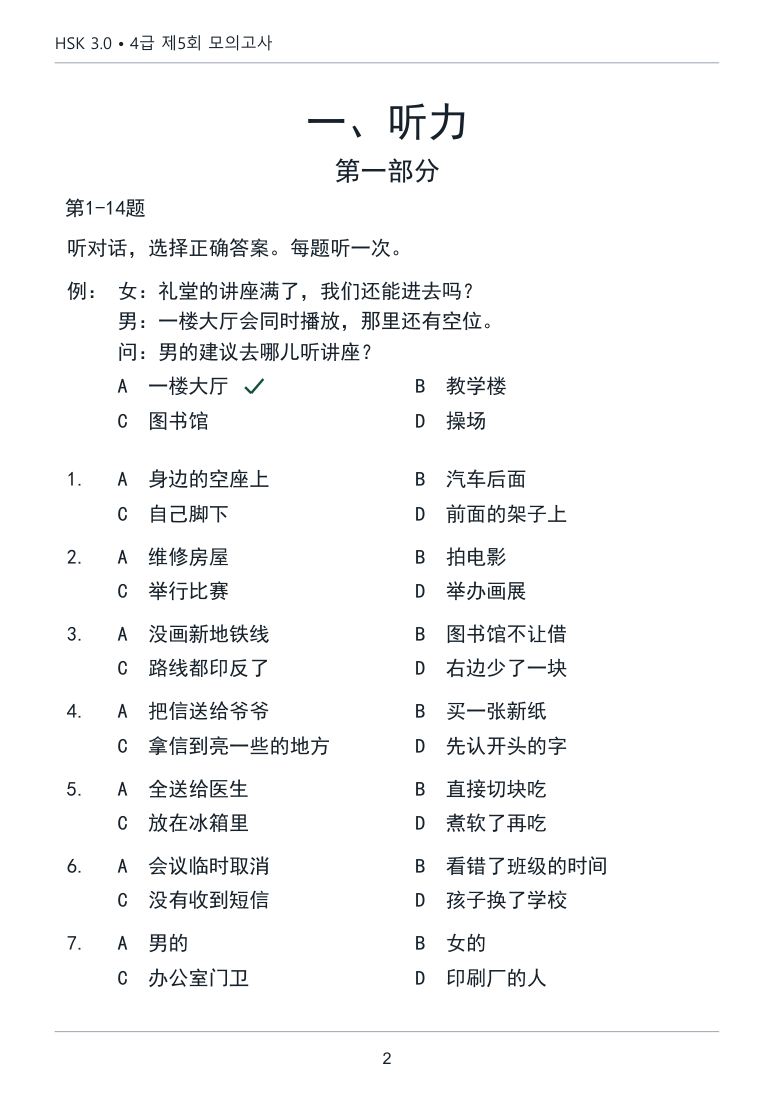 HSK 3.0 • 4급 제5회 모의고사
一、听力
第一部分
第1-14题
听对话，选择正确答案。每题听一次。
例： 女：礼堂的讲座满了，我们还能进去吗？
男：一楼大厅会同时播放，那里还有空位。
问：男的建议去哪儿听讲座？
A 一楼大厅 ✓ B 教学楼
C 图书馆 D 操场
1. A 身边的空座上 B 汽车后面
C 自己脚下 D 前面的架子上
2. A 维修房屋 B 拍电影
C 举行比赛 D 举办画展
3. A 没画新地铁线 B 图书馆不让借
C 路线都印反了 D 右边少了一块
4. A 把信送给爷爷 B 买一张新纸
C 拿信到亮一些的地方 D 先认开头的字
5. A 全送给医生 B 直接切块吃
C 放在冰箱里 D 煮软了再吃
6. A 会议临时取消 B 看错了班级的时间
C 没有收到短信 D 孩子换了学校
7. A 男的 B 女的
C 办公室门卫 D 印刷厂的人
2